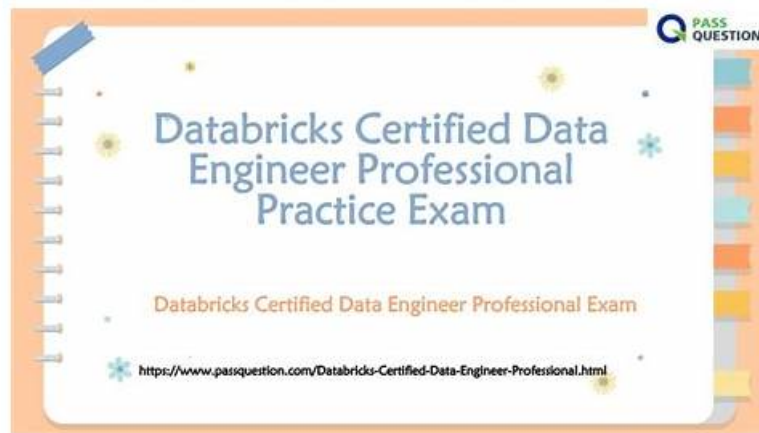 PASS
QUESTION
Databricks Certified Data
Engineer Professional
Practice Exam
Databricks Certified Data Engineer Professional Exam
https://www.passquestion.com/Databricks-Certified-Data-Engineer-Professional.html